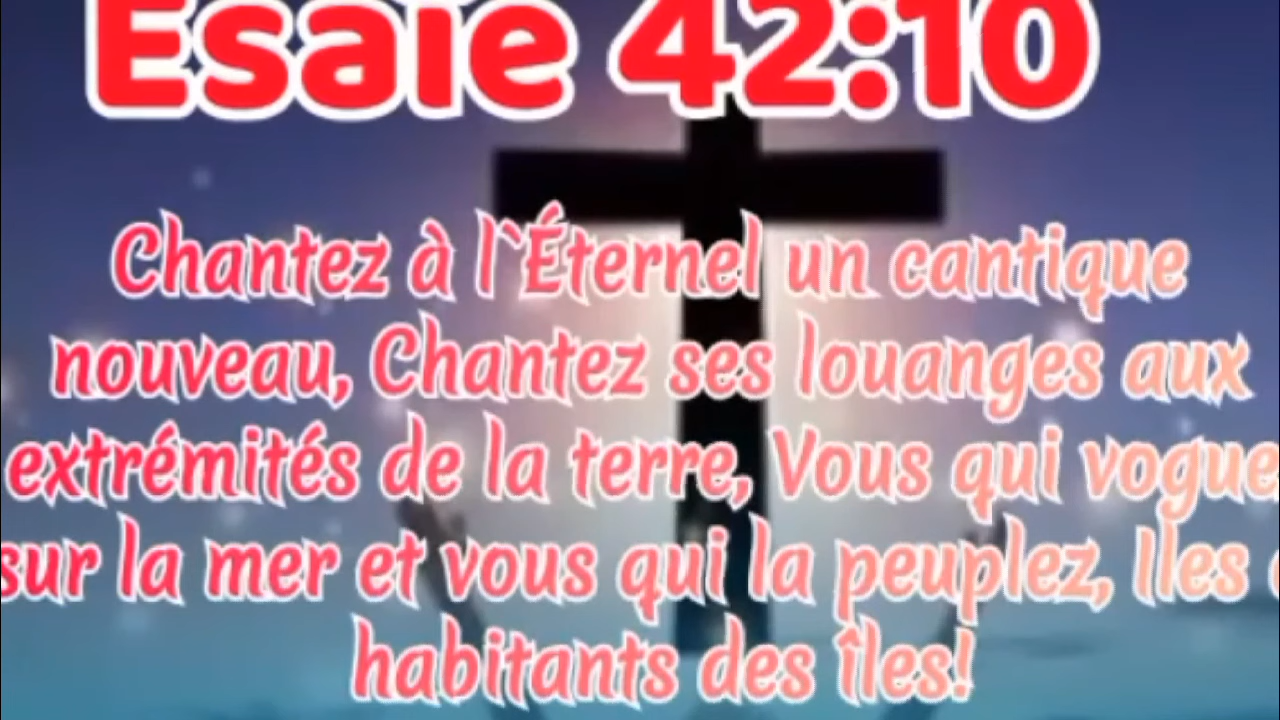 Esaïe 42:10
Chantez à l`Éternel un cantique
nouveau, Chantez ses louanges aux
extrémités de la terre, Vous qui vogue
sur la mer et vous qui la peuplez, Iles
habitants des îles!